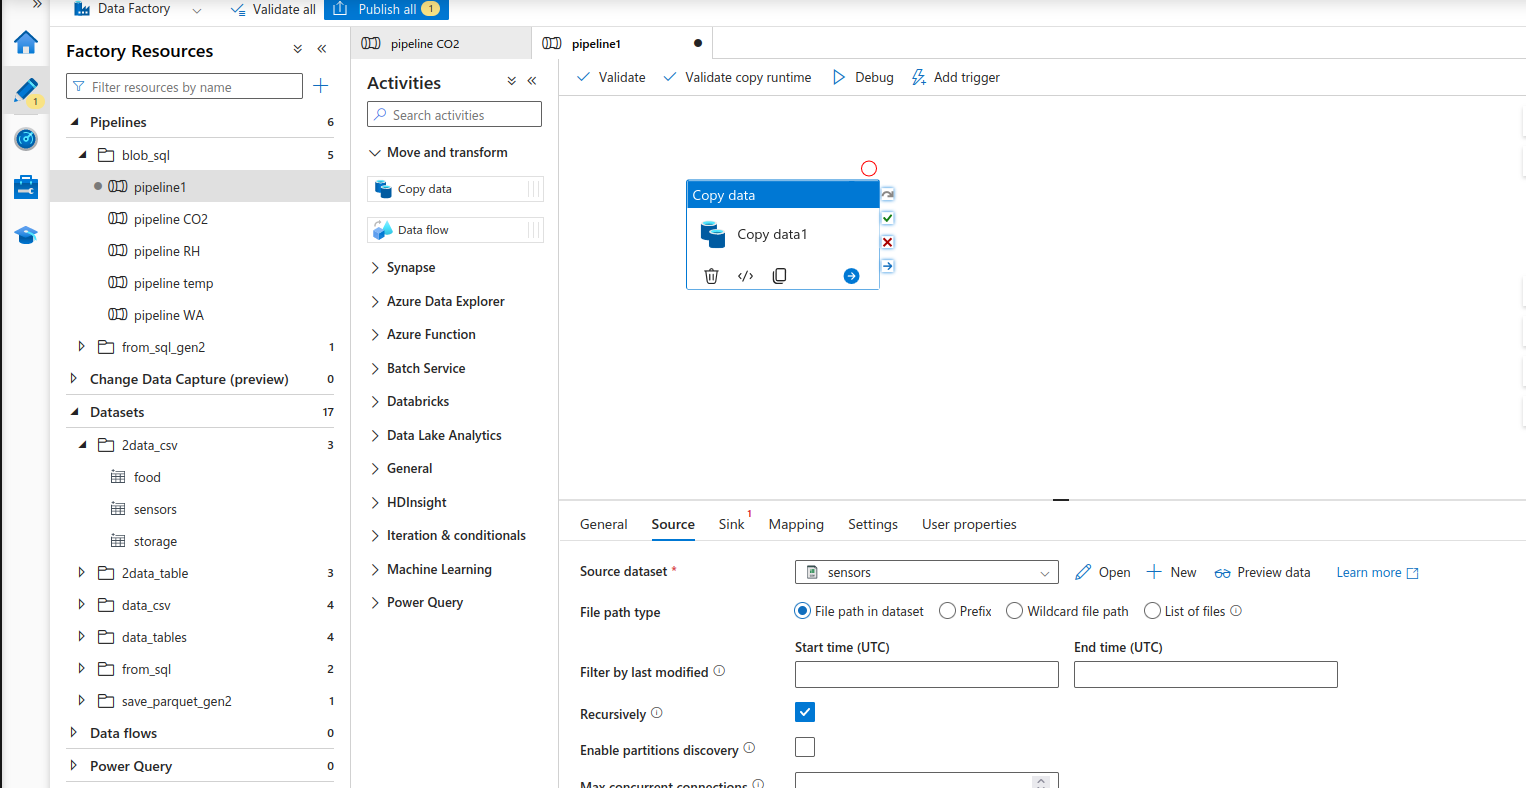 Data Factory
Validate all
Publish all 1
Factory Resources
Filter resources by name
1
Pipelines 6
blob_sql 5
pipeline1
pipeline CO2
pipeline RH
pipeline temp
pipeline WA
from_sql_gen2 1
Change Data Capture (preview) 0
Datasets 17
2data_csv 3
food
sensors
storage
2data_table 3
data_csv 4
data_tables 4
from_sql 2
save_parquet_gen2 1
Data flows 0
Power Query 0
pipeline CO2
pipeline1
Activities
Search activities
Move and transform
Copy data
Data flow
Synapse
Azure Data Explorer
Azure Function
Batch Service
Databricks
Data Lake Analytics
General
HDInsight
Iteration & conditionals
Machine Learning
Power Query
Validate
Validate copy runtime
Debug
Add trigger
Copy data
Copy data1
General Source Sink 1 Mapping Settings User properties
Source dataset * sensors Open New Preview data Learn more
File path type File path in dataset Prefix Wildcard file path List of files
Start time (UTC) End time (UTC)
Filter by last modified
Recursively
Enable partitions discovery
Max concurrent connections